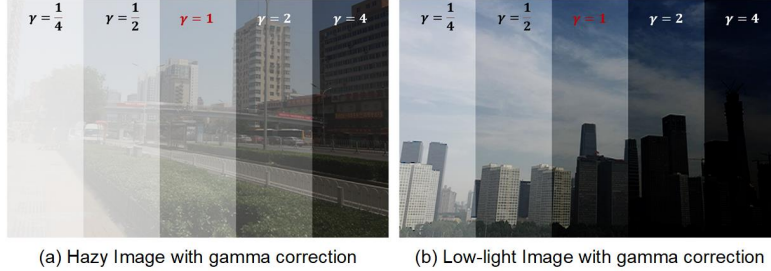 γ = 1/4 γ = 1/2 γ = 1 γ = 2 γ = 4
γ = 1/4 γ = 1/2 γ = 1 γ = 2 γ = 4
(a) Hazy Image with gamma correction
(b) Low-light Image with gamma correction